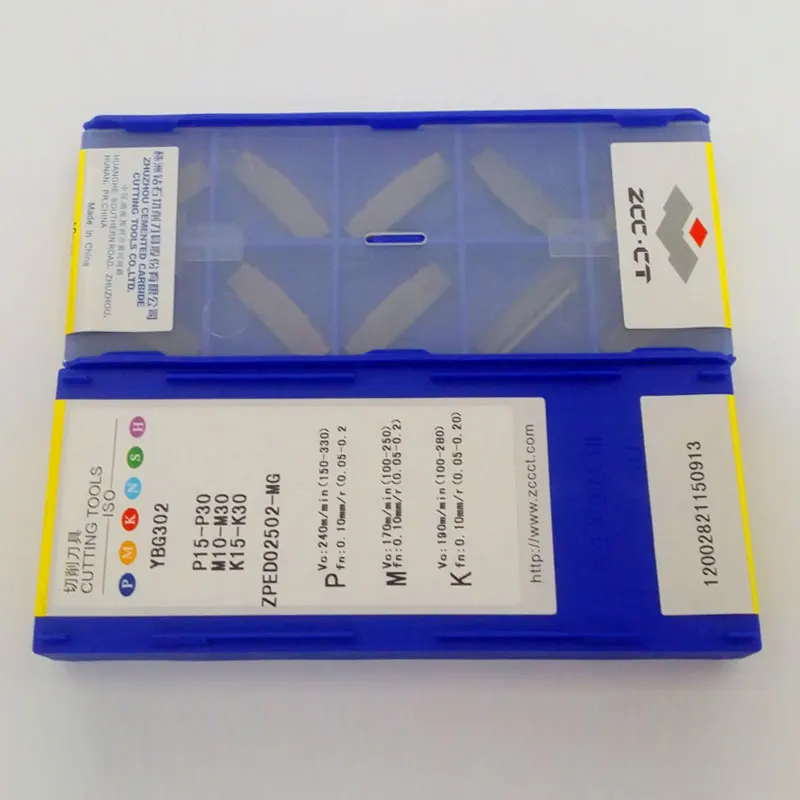 株洲钻石切削刀具股份有限公司
ZHUZHOU CEMENTED CARBIDE
CUTTING TOOLS CO.,LTD.
HUANGHE SOUTHERN ROAD, ZHUZHOU,
HUNAN, PR.CHINA
Made in China
ZCC·CT
切削刀具
CUTTING TOOLS
—ISO
P M K N S H
YBG302
P15-P30
M10-M30
K15-K30
ZPED02502-MG
P
Vc:240m/min(150-330)
fn:0.10mm/r(0.05-0.2
M
Vc:170m/min(100-250)
fn:0.10mm/r(0.05-0.2)
K
Vc:190m/min(100-280)
fn:0.10mm/r(0.05-0.20)
http://www.zccct.com
12002821150913